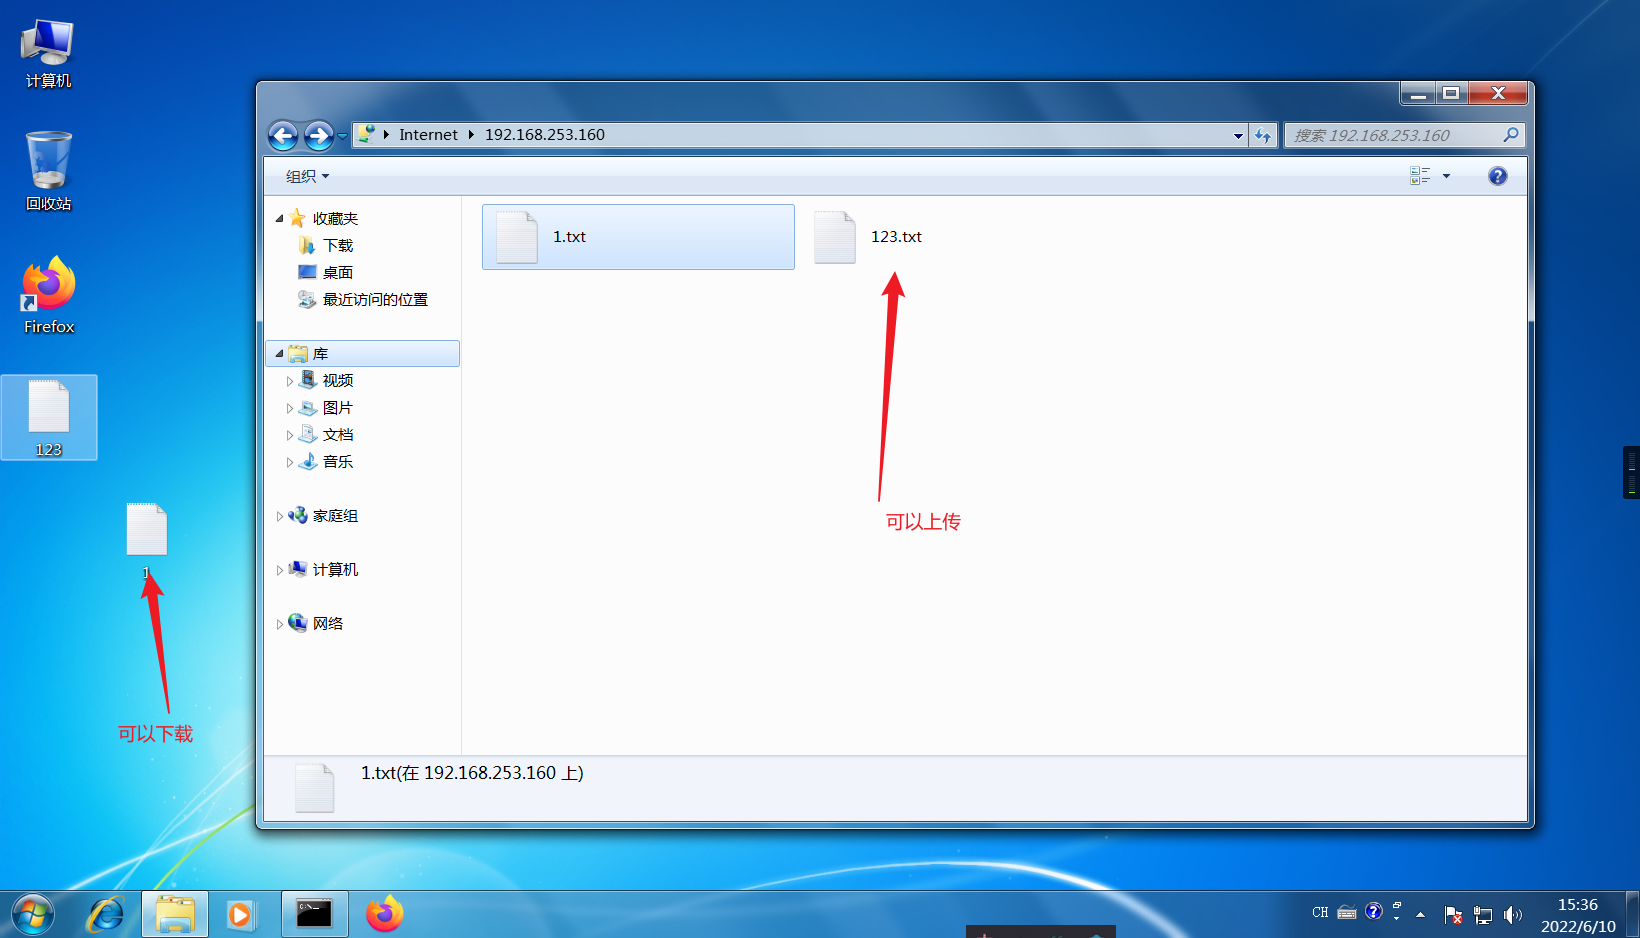 计算机
回收站
Firefox
123
1
可以下载
Internet
192.168.253.160
搜索 192.168.253.160
组织
收藏夹
下载
桌面
最近访问的位置
库
视频
图片
文档
音乐
家庭组
计算机
网络
1.txt
123.txt
可以上传
1.txt(在 192.168.253.160 上)
CH
15:36
2022/6/10